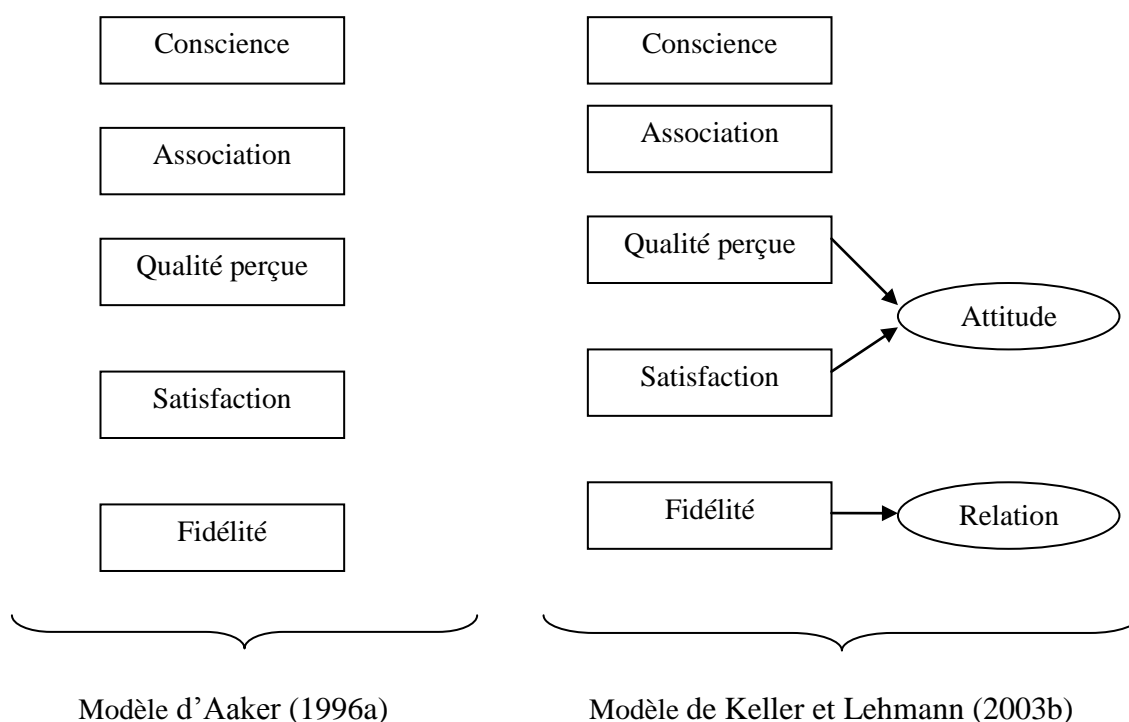 Conscience
Association
Qualité perçue
Satisfaction
Fidélité
Modèle d'Aaker (1996a)
Conscience
Association
Qualité perçue
Attitude
Satisfaction
Fidélité
Relation
Modèle de Keller et Lehmann (2003b)